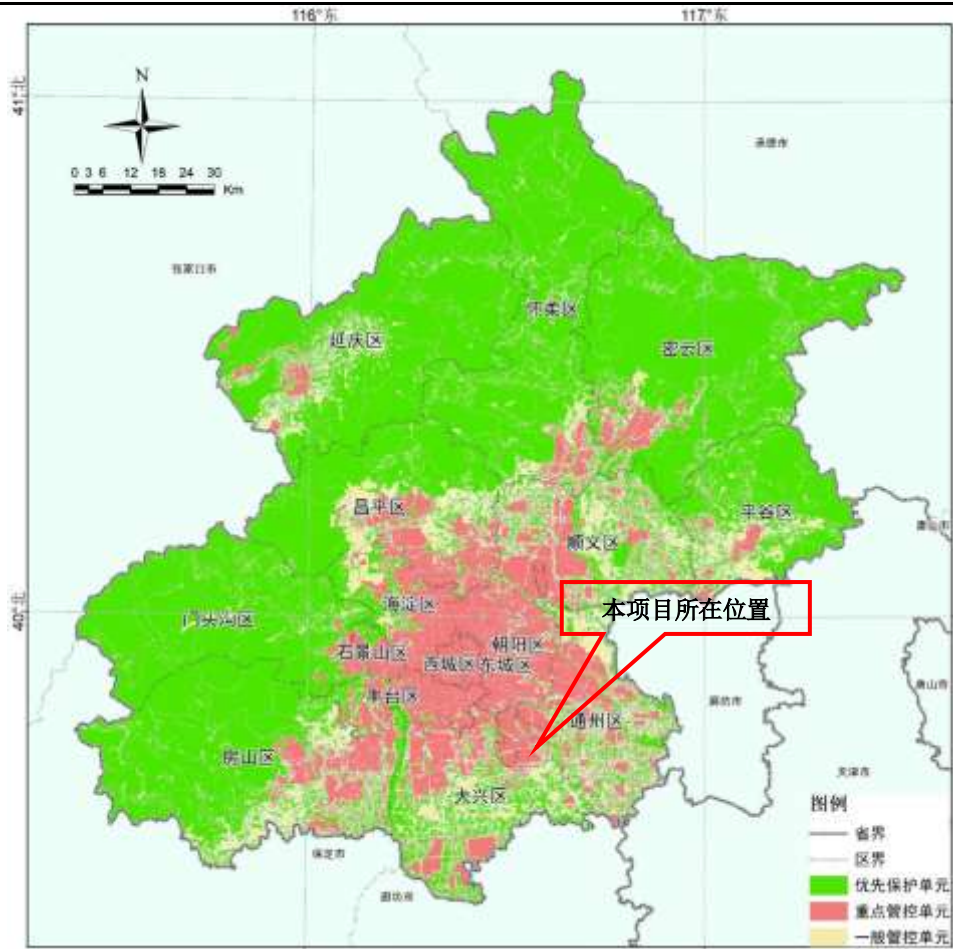 116°东
117°东
41°北
N
0 3 6 12 18 24 30
Km
承德市
张家口市
怀柔区
延庆区
密云区
昌平区
平谷区
顺义区
唐山市
40°北
海淀区
本项目所在位置
门头沟区
石景山区
朝阳区
西城区
东城区
丰台区
通州区
唐山市
廊坊市
房山区
天津市
大兴区
图例
省界
区界
保定市
廊坊市
优先保护单元
重点管控单元
一般管控单元